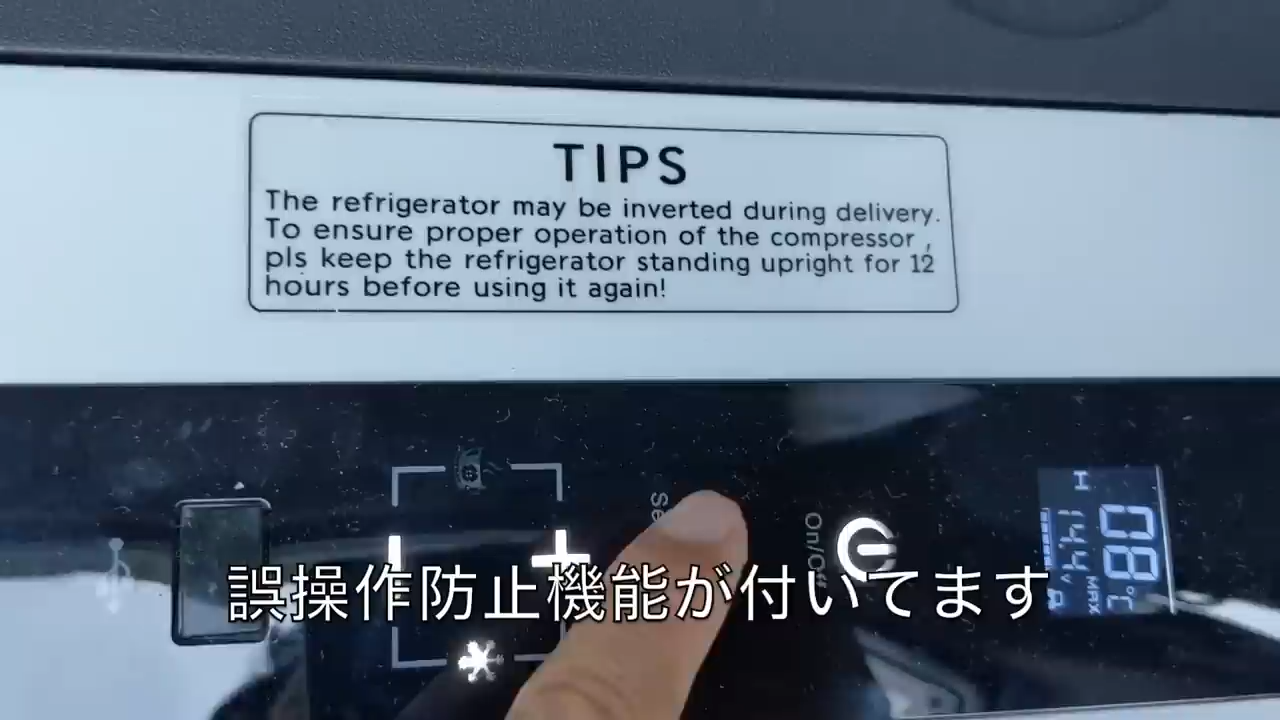 TIPS
The refrigerator may be inverted during delivery.
To ensure proper operation of the compressor ,
pls keep the refrigerator standing upright for 12
hours before using it again!
On/Off
H
08°C
14.4V
MAX
誤操作防止機能が付いてます